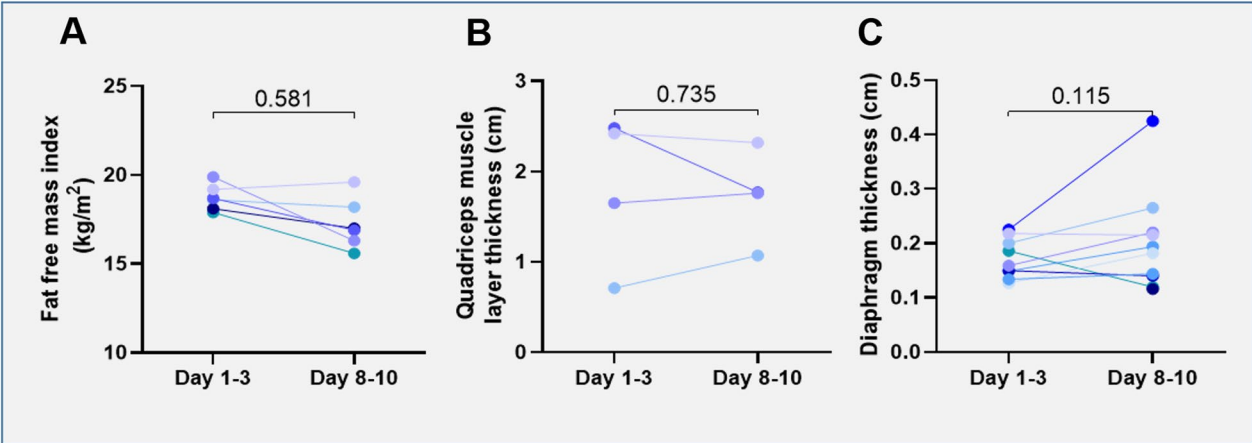 A
Fat free mass index
(kg/m²)
25
20
15
10
0.581
Day 1-3
Day 8-10
B
Quadriceps muscle
layer thickness (cm)
3
2
1
0
0.735
Day 1-3
Day 8-10
C
Diaphragm thickness (cm)
0.5
0.4
0.3
0.2
0.1
0.0
0.115
Day 1-3
Day 8-10